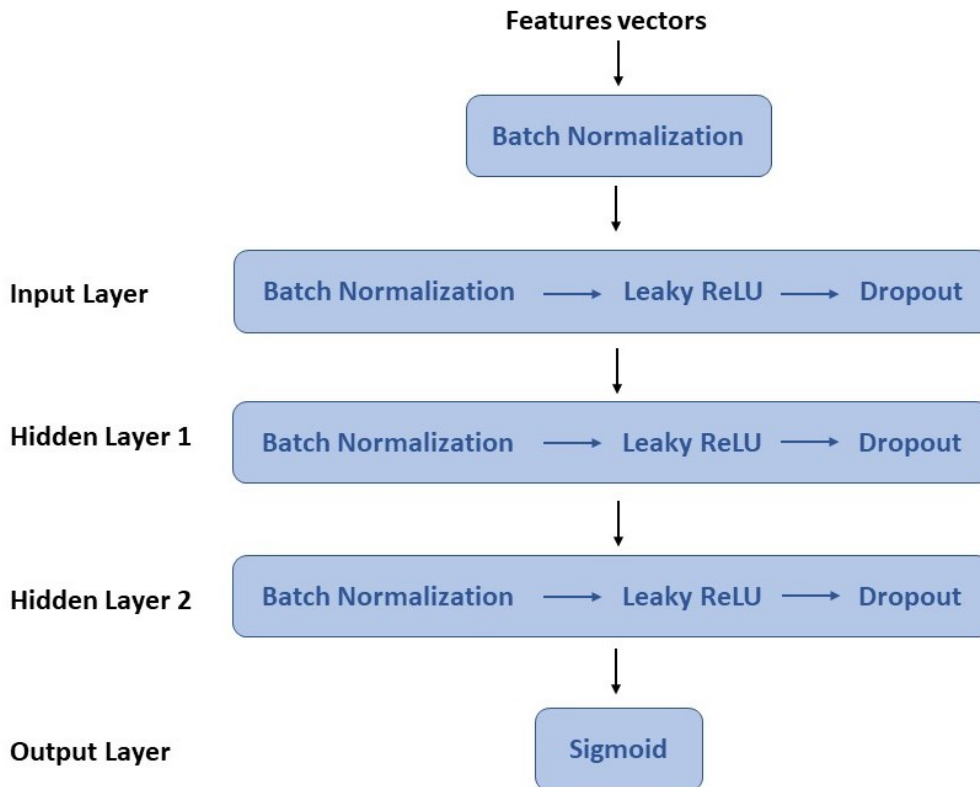 Features vectors
Batch Normalization
Input Layer
Batch Normalization Leaky ReLU Dropout
Hidden Layer 1
Batch Normalization Leaky ReLU Dropout
Hidden Layer 2
Batch Normalization Leaky ReLU Dropout
Output Layer
Sigmoid